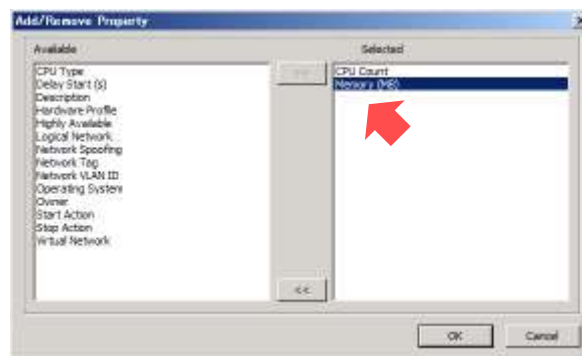 Add/Remove Property
Available
Selected
CPU Type
Delay Start (s)
Description
Hardware Profile
Highly Available
Logical Network
Network Spoofing
Network Tag
Network VLAN ID
Operating System
Owner
Start Action
Stop Action
Virtual Network
>>
CPU Count
Memory (MB)
<<
OK
Cancel